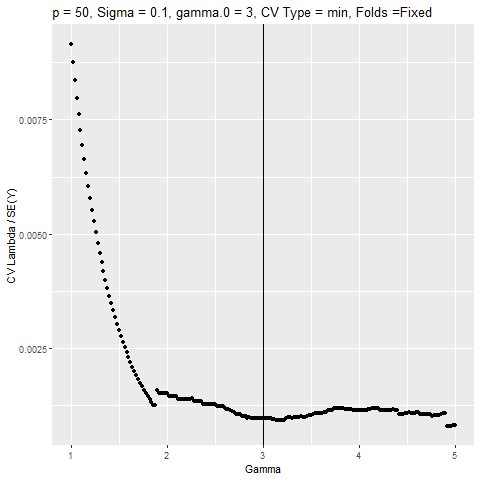 p = 50, Sigma = 0.1, gamma.0 = 3, CV Type = min, Folds =Fixed
CV Lambda / SE(Y)
0.0075
0.0050
0.0025
1 2 3 4 5
Gamma